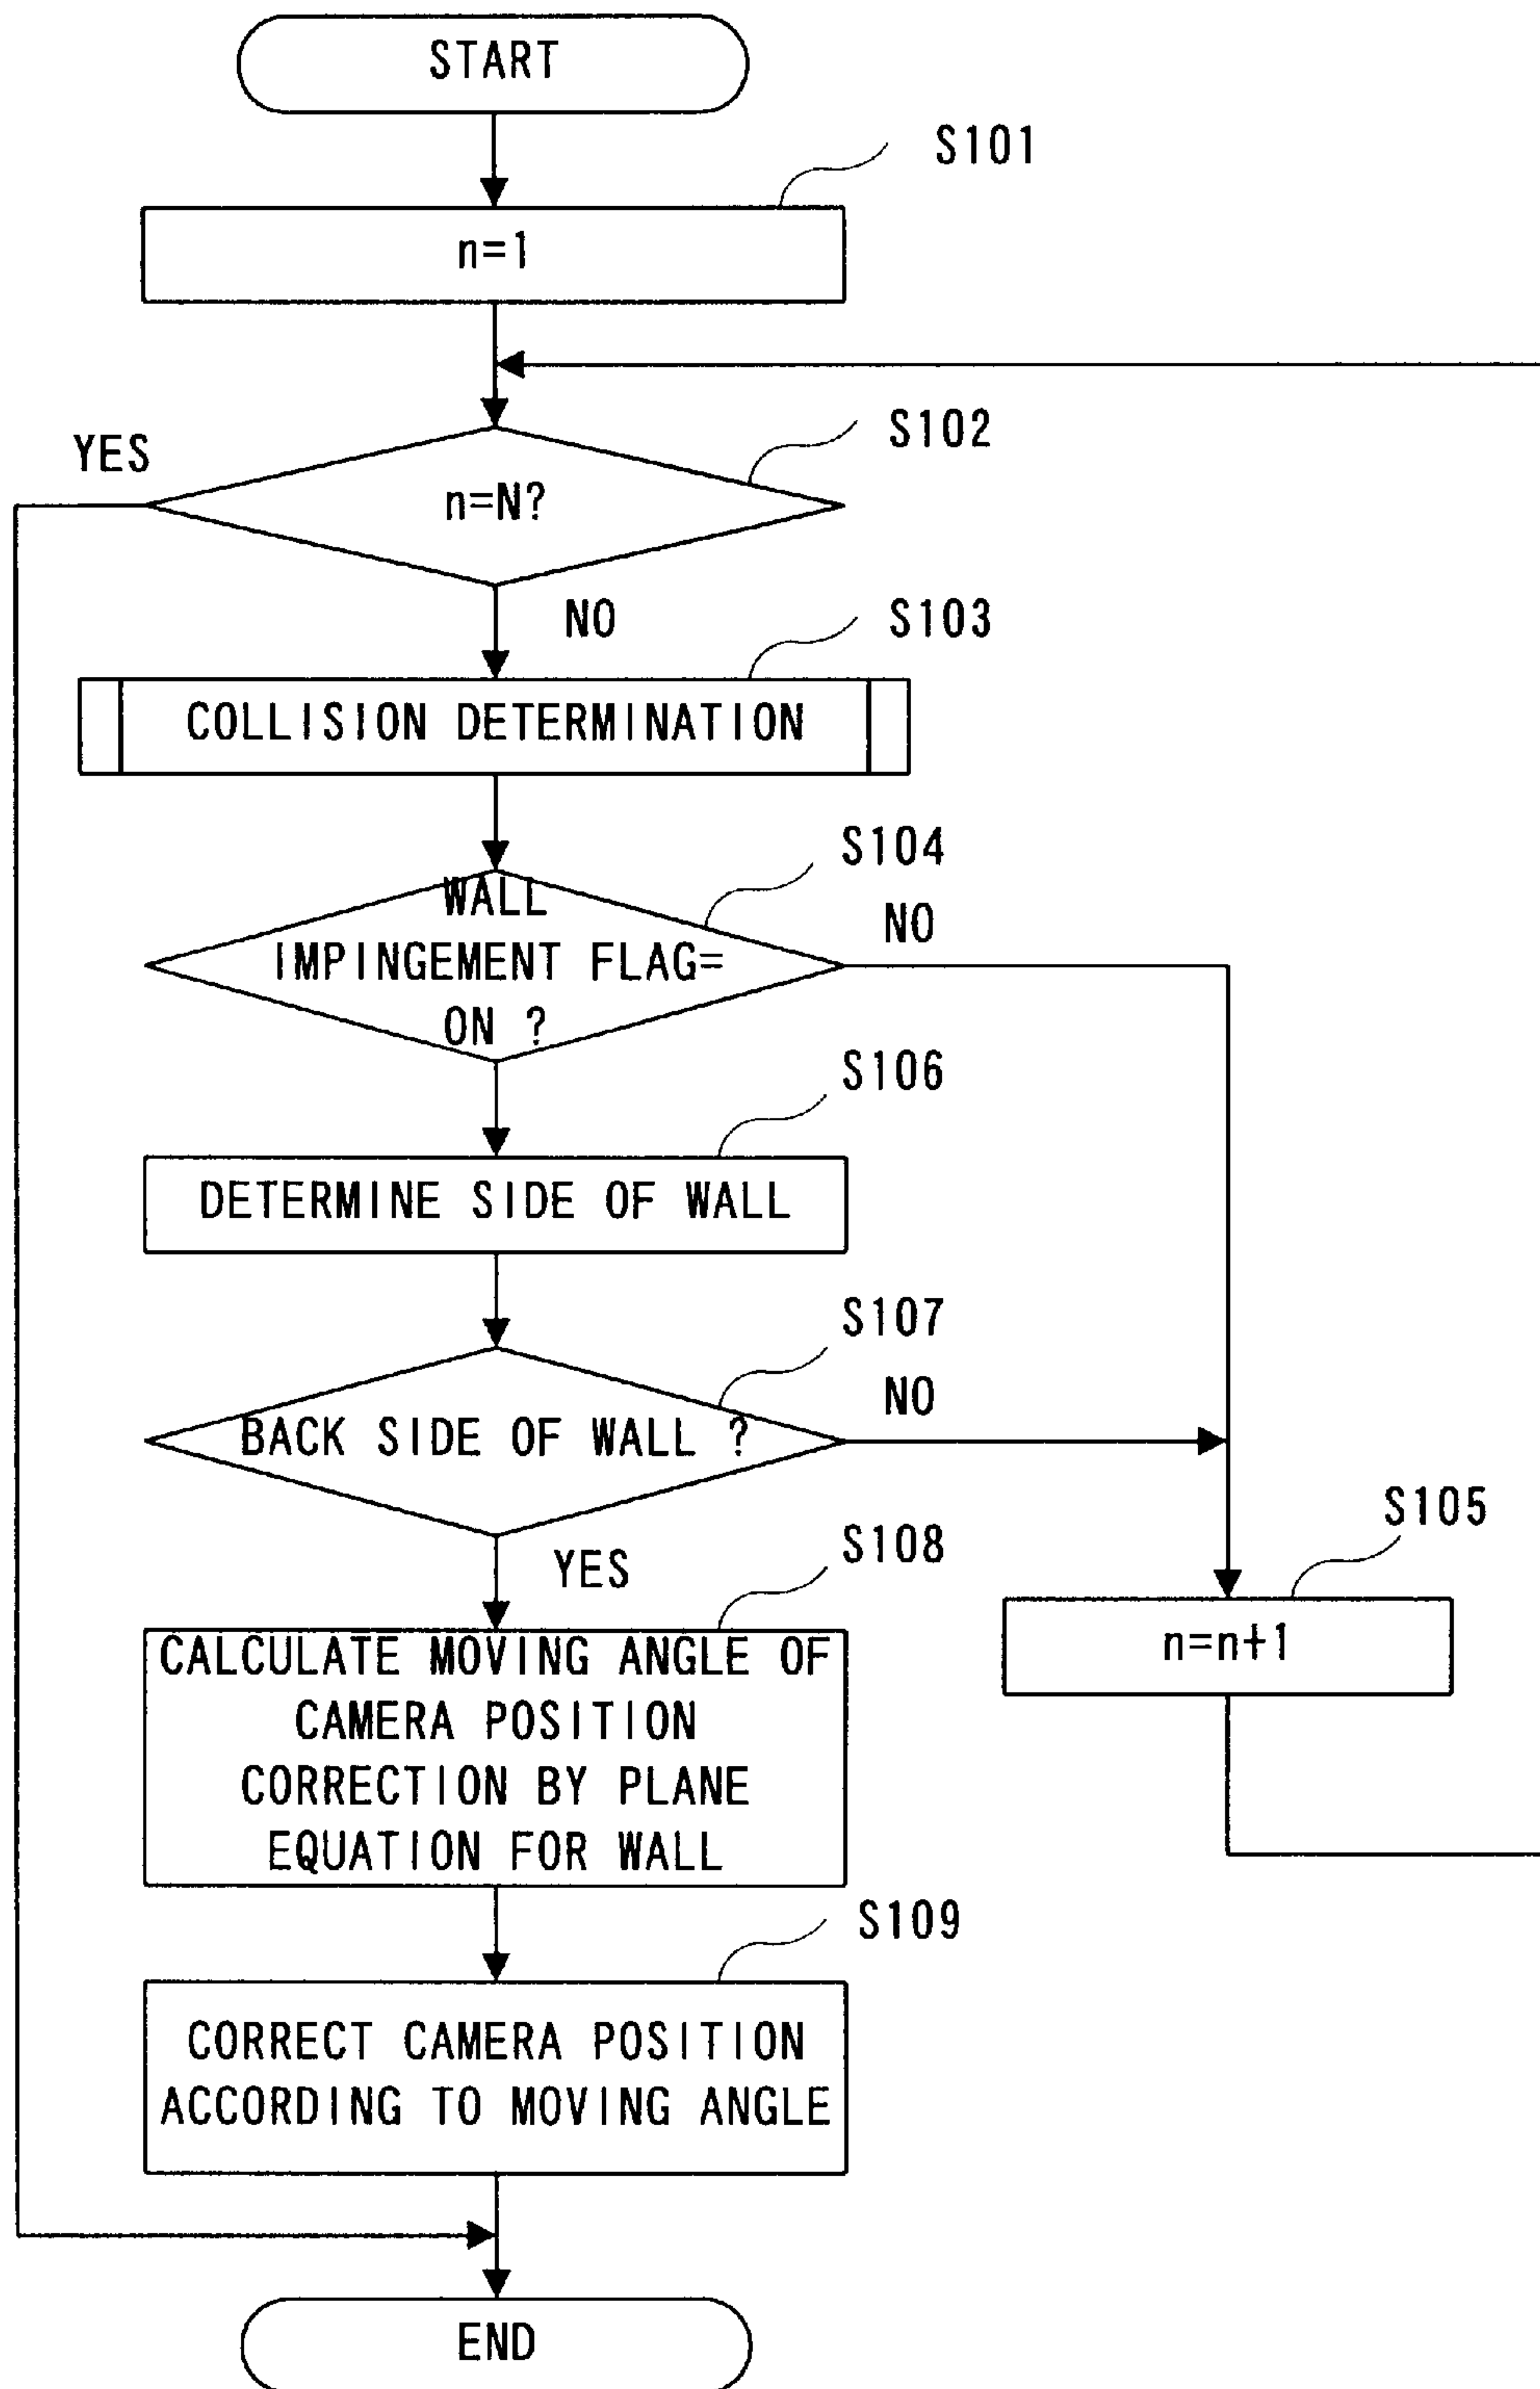 START
S101
n=1
S102
YES
n=N?
NO
S103
COLLISION DETERMINATION
S104
WALL
NO
IMPINGEMENT FLAG=
ON ?
S106
DETERMINE SIDE OF WALL
S107
NO
BACK SIDE OF WALL ?
S105
S108
YES
n=n+1
CALCULATE MOVING ANGLE OF
CAMERA POSITION
CORRECTION BY PLANE
EQUATION FOR WALL
S109
CORRECT CAMERA POSITION
ACCORDING TO MOVING ANGLE
END